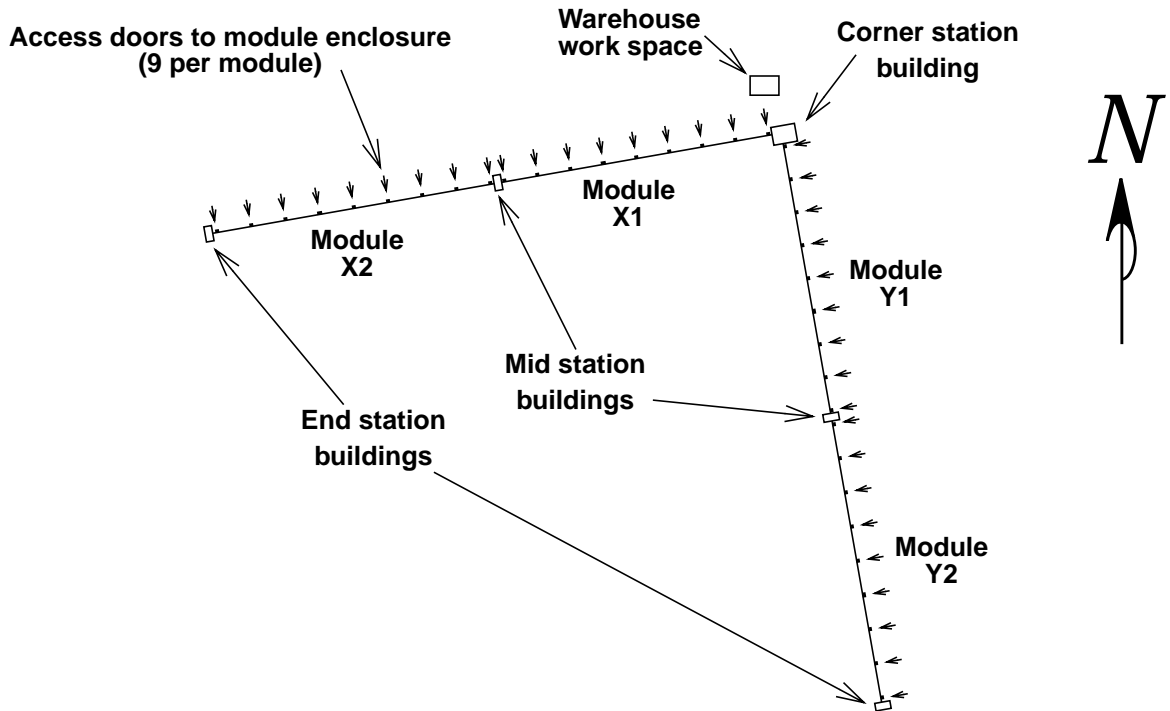 Access doors to module enclosure
(9 per module)
Warehouse
work space
Corner station
building
N
Module
X1
Module
X2
Module
Y1
Mid station
buildings
End station
buildings
Module
Y2